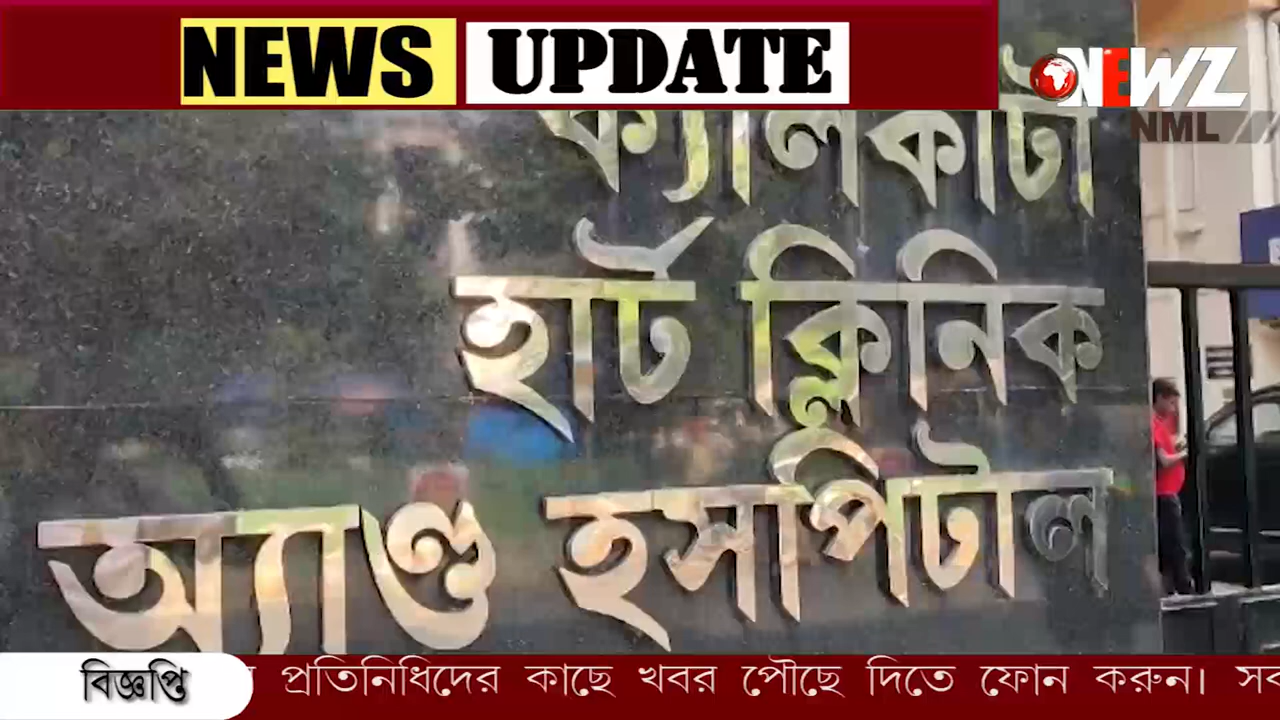 NEWS UPDATE
NEWZ
NML
ক্যালকাটা
হার্ট ক্লিনিক
অ্যাণ্ড হসপিটাল
বিজ্ঞপ্তি
প্রতিনিধিদের কাছে খবর পৌছে দিতে ফোন করুন।